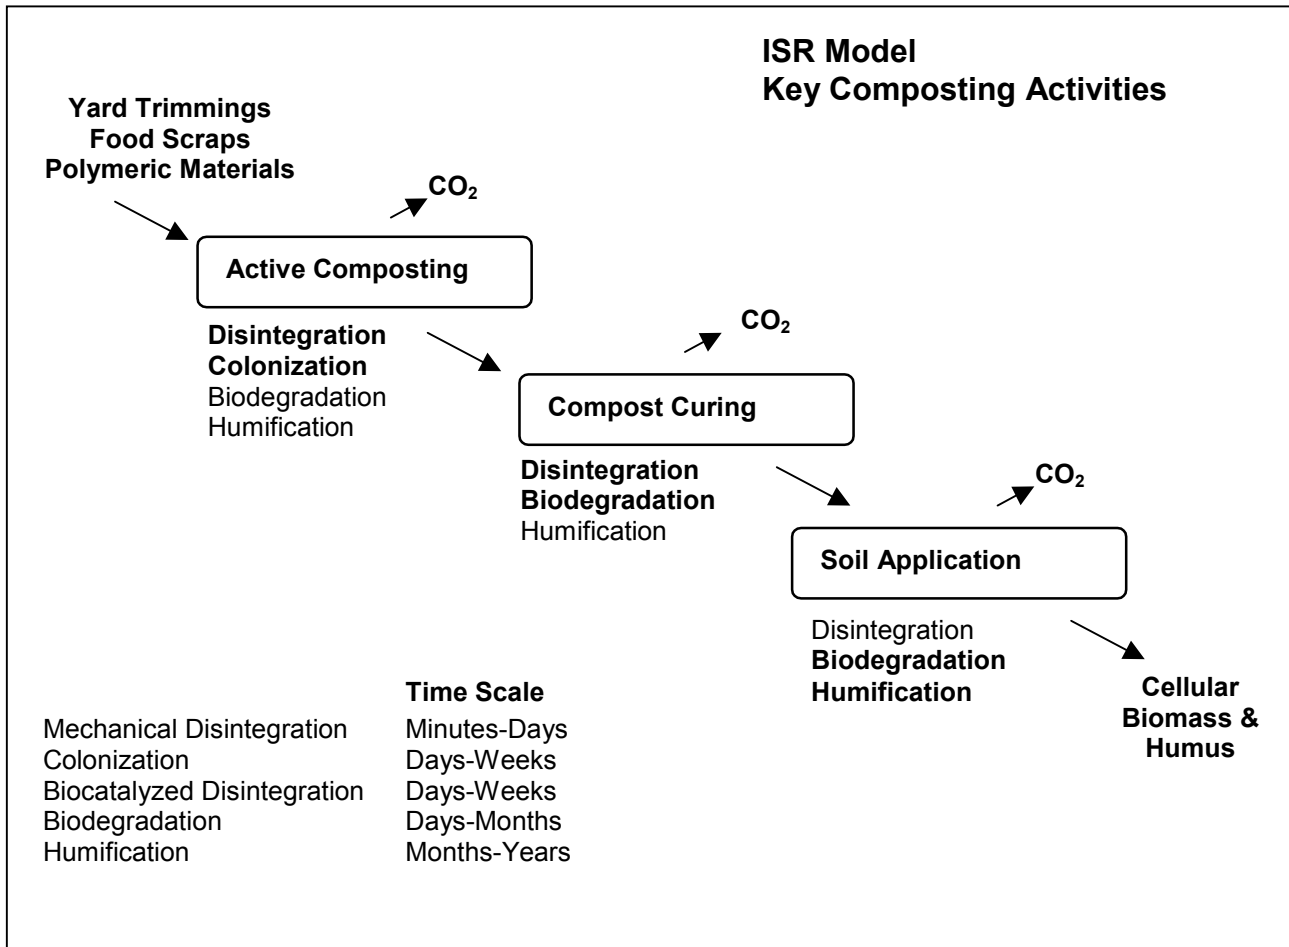 ISR Model
Key Composting Activities
Yard Trimmings
Food Scraps
Polymeric Materials
CO₂
Active Composting
Disintegration
Colonization
Biodegradation
Humification
CO₂
Compost Curing
Disintegration
Biodegradation
Humification
CO₂
Soil Application
Disintegration
Biodegradation
Humification
Cellular
Biomass &
Humus
Time Scale
Mechanical Disintegration Minutes-Days
Colonization Days-Weeks
Biocatalyzed Disintegration Days-Weeks
Biodegradation Days-Months
Humification Months-Years